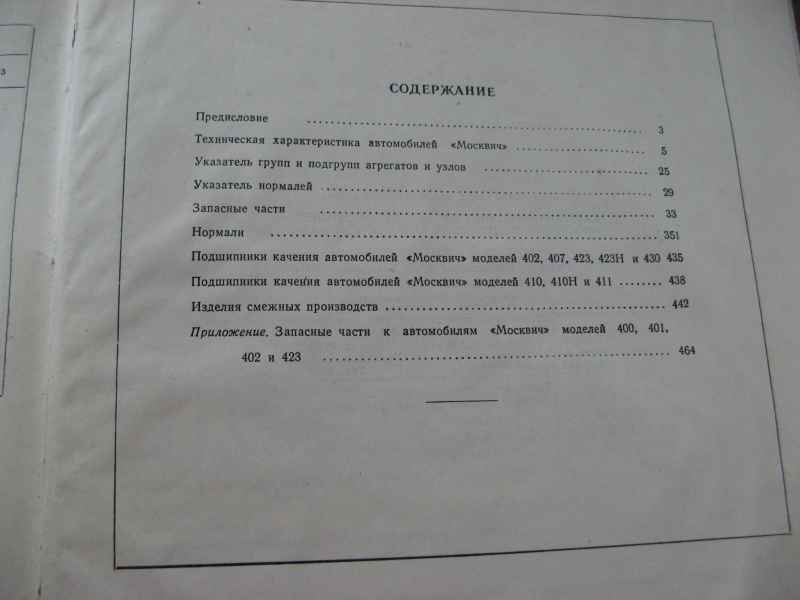 3
СОДЕРЖАНИЕ
Предисловие .......... 3
Техническая характеристика автомобилей «Москвич» .......... 5
Указатель групп и подгрупп агрегатов и узлов .......... 25
Указатель нормалей .......... 29
Запасные части .......... 33
Нормали .......... 351
Подшипники качения автомобилей «Москвич» моделей 402, 407, 423, 423Н и 430 435
Подшипники качения автомобилей «Москвич» моделей 410, 410Н и 411 ........ 438
Изделия смежных производств .......... 442
Приложение. Запасные части к автомобилям «Москвич» моделей 400, 401,
402 и 423 .......... 464